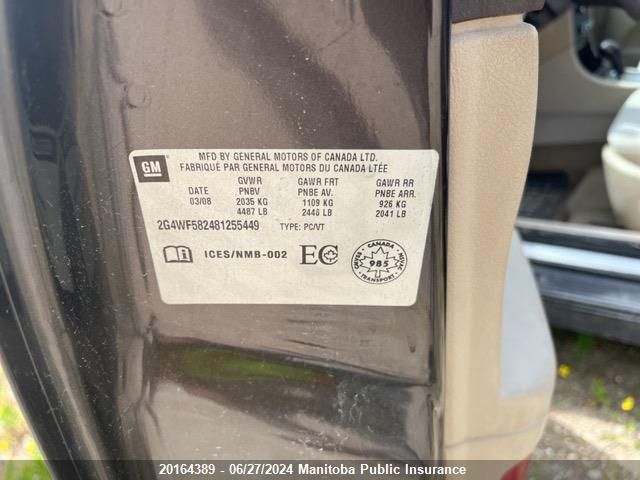 GM
MFD BY GENERAL MOTORS OF CANADA LTD.
FABRIQUÉ PAR GENERAL MOTORS DU CANADA LTÉE
GVWR GAWR FRT GAWR RR
DATE PNBV PNBE AV. PNBE ARR.
03/08 2035 KG 1109 KG 926 KG
4487 LB 2446 LB 2041 LB
2G4WF582481255449 TYPE: PC/VT
ICES/NMB-002 EC
CANADA
985
TRANSPORT
20164389 - 06/27/2024 Manitoba Public Insurance